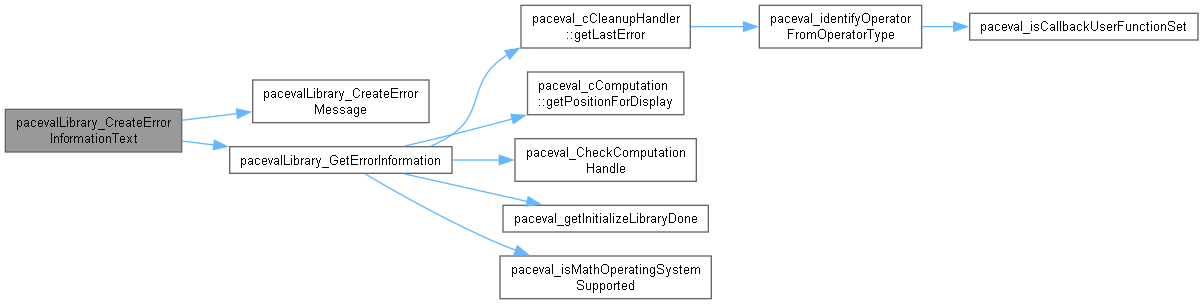 pacevalLibrary_CreateError
InformationText
pacevalLibrary_CreateError
Message
pacevalLibrary_GetErrorInformation
paceval_cCleanupHandler
::getLastError
paceval_cComputation
::getPositionForDisplay
paceval_CheckComputation
Handle
paceval_getInitializeLibraryDone
paceval_isMathOperatingSystem
Supported
paceval_identifyOperator
FromOperatorType
paceval_isCallbackUserFunctionSet